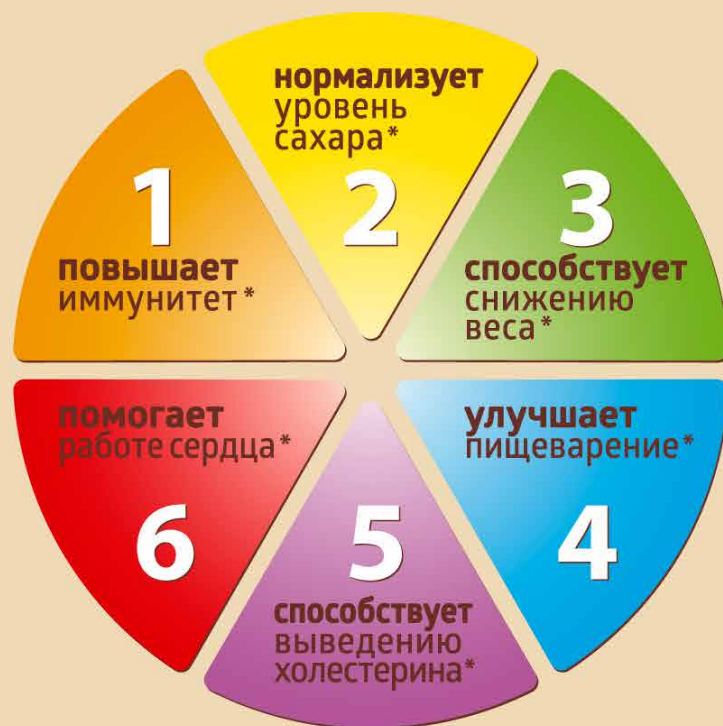 1
повышает
иммунитет*
нормализует
уровень
сахара*
2
3
способствует
снижению
веса*
улучшает
пищеварение*
4
5
способствует
выведению
холестерина*
помогает
работе сердца*
6